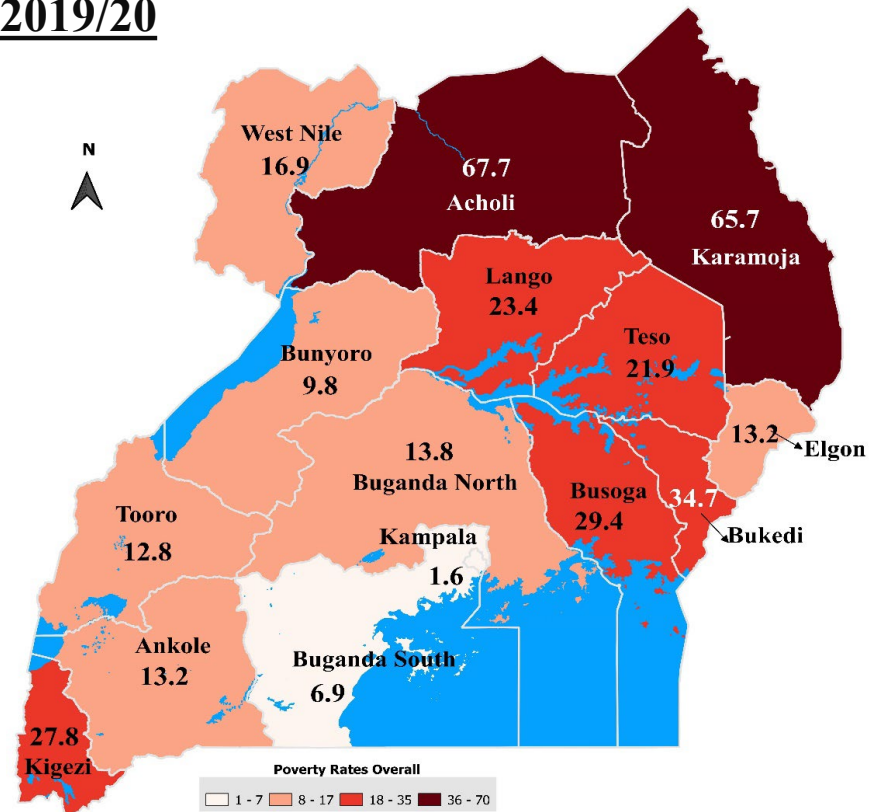 2019/20
N
West Nile
16.9
67.7
Acholi
65.7
Karamoja
Lango
23.4
Teso
21.9
Bunyoro
9.8
13.2
Elgon
13.8
Buganda North
Busoga
29.4
34.7
Bukedi
Tooro
12.8
Kampala
1.6
Ankole
13.2
Buganda South
6.9
27.8
Kigezi
Poverty Rates Overall
1 - 7 8 - 17 18 - 35 36 - 70